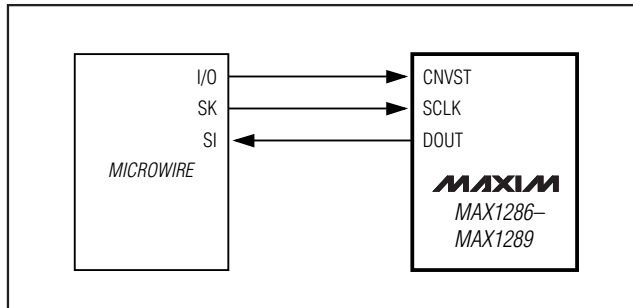 I/O
SK
SI
MICROWIRE
CNVST
SCLK
DOUT
MAXIM
MAX1286–
MAX1289